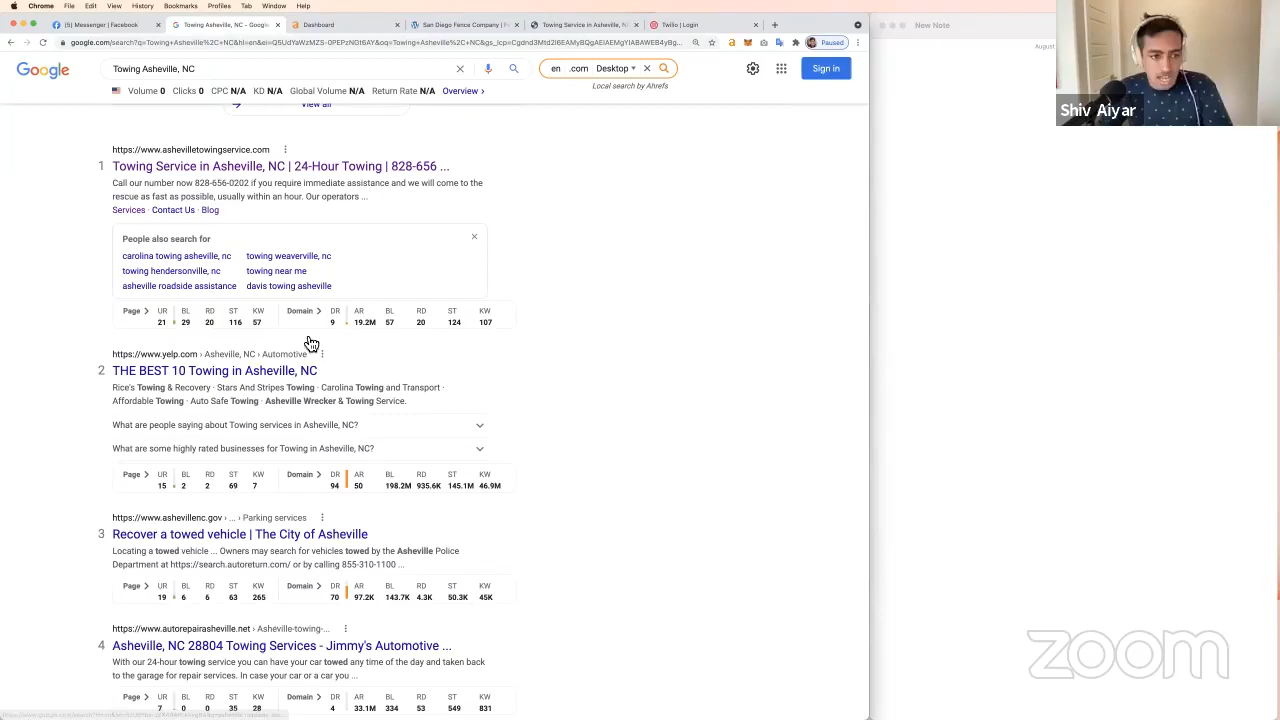 Chrome File Edit View History Bookmarks Profiles Tab Window Help
(5) Messenger | Facebook
Towing Asheville, NC - Google
Dashboard
San Diego Fence Company | P
Towing Service in Asheville, N
Twilio | Login
New Note
Paused
August
Google
Towing Asheville, NC
en .com Desktop
Sign in
Local search by Ahrefs
Volume 0 Clicks 0 CPC N/A KD N/A Global Volume N/A Return Rate N/A Overview
View all
Shiv Aiyar
https://www.ashevilletowingservice.com
1 Towing Service in Asheville, NC | 24-Hour Towing | 828-656 ...
Call our number now 828-656-0202 if you require immediate assistance and we will come to the
rescue as fast as possible, usually within an hour. Our operators ...
Services · Contact Us · Blog
People also search for
carolina towing asheville, nc towing weaverville, nc
towing hendersonville, nc towing near me
asheville roadside assistance davis towing asheville
Page UR BL RD ST KW Domain DR AR BL RD ST KW
21 29 20 116 57 9 19.2M 57 20 124 107
https://www.yelp.com › Asheville, NC › Automotive
2 THE BEST 10 Towing in Asheville, NC
Rice's Towing & Recovery · Stars And Stripes Towing · Carolina Towing and Transport ·
Affordable Towing · Auto Safe Towing · Asheville Wrecker & Towing Service.
What are people saying about Towing services in Asheville, NC?
What are some highly rated businesses for Towing in Asheville, NC?
Page UR BL RD ST KW Domain DR AR BL RD ST KW
15 2 2 69 7 94 50 198.2M 935.6K 145.1M 46.9M
https://www.ashevillenc.gov › ... › Parking services
3 Recover a towed vehicle | The City of Asheville
Locating a towed vehicle ... Owners may search for vehicles towed by the Asheville Police
Department at https://search.autoreturn.com/ or by calling 855-310-1100 ...
Page UR BL RD ST KW Domain DR AR BL RD ST KW
19 6 6 63 265 70 97.2K 143.7K 4.3K 50.3K 45K
https://www.autorepairasheville.net › Asheville-towing-...
4 Asheville, NC 28804 Towing Services - Jimmy's Automotive ...
With our 24-hour towing service you can have your car towed any time of the day and taken back
to the garage for repair services. In case your car or a car you ...
Page UR BL RD ST KW Domain DR AR BL RD ST KW
7 0 0 35 28 4 33.1M 334 53 549 831
zoom